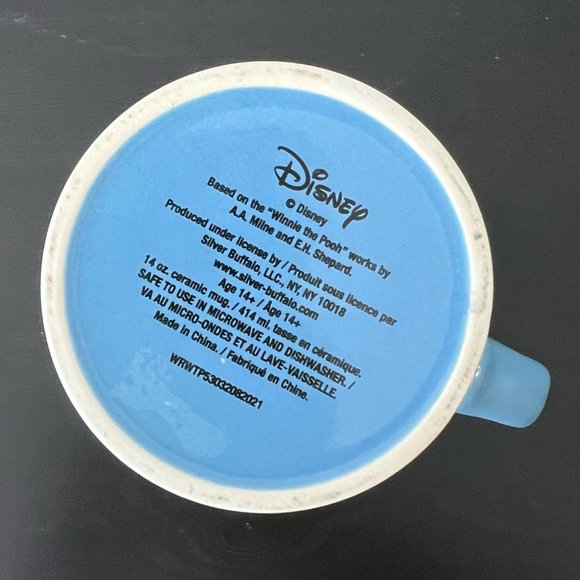 Disney
© Disney
Based on the "Winnie the Pooh" works by
A.A. Milne and E.H. Shepard.
Produced under license by / Produit sous licence par
Silver Buffalo, LLC, NY, NY 10018
www.silver-buffalo.com
Age 14+ / Âge 14+
14 oz. ceramic mug. / 414 ml. tasse en céramique.
SAFE TO USE IN MICROWAVE AND DISHWASHER. /
VA AU MICRO-ONDES ET AU LAVE-VAISSELLE.
Made in China. / Fabriqué en Chine.
WRWTP53032082021